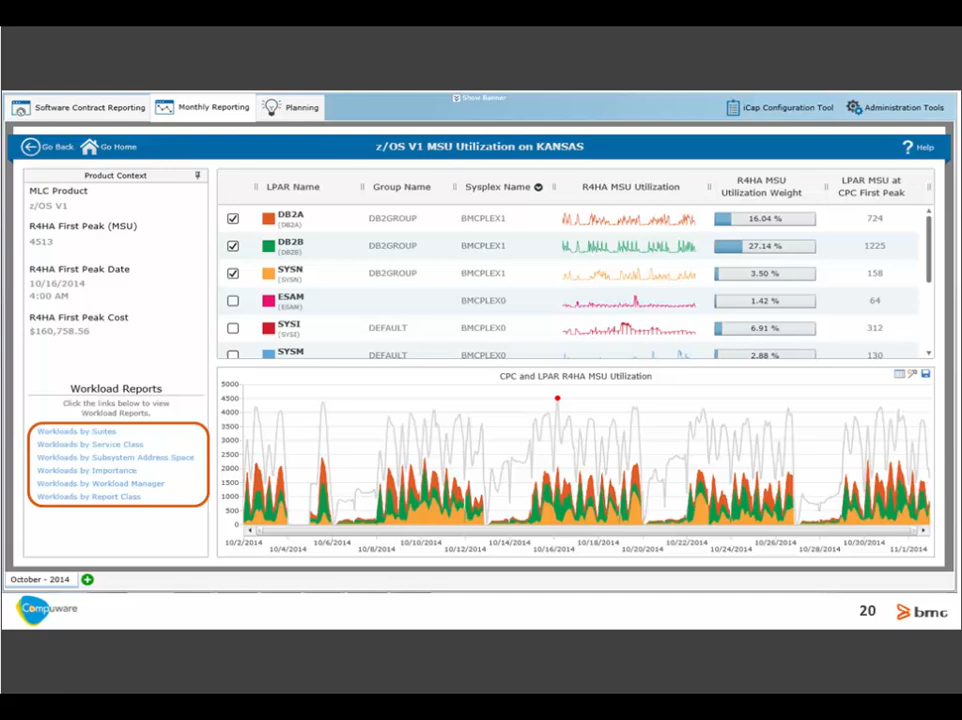 Show Banner
Software Contract Reporting
Monthly Reporting
Planning
iCap Configuration Tool
Administration Tools
Go Back
Go Home
z/OS V1 MSU Utilization on KANSAS
? Help
Product Context
MLC Product
z/OS V1
R4HA First Peak (MSU)
4513
R4HA First Peak Date
10/16/2014
4:00 AM
R4HA First Peak Cost
$160,758.56
Workload Reports
Click the links below to view
Workload Reports.
Workloads by Suites
Workloads by Service Class
Workloads by Subsystem Address Space
Workloads by Importance
Workloads by Workload Manager
Workloads by Report Class
LPAR Name Group Name Sysplex Name R4HA MSU Utilization R4HA MSU Utilization Weight LPAR MSU at CPC First Peak
DB2A (DB2A) DB2GROUP BMCPLEX1 16.04 % 724
DB2B (DB2B) DB2GROUP BMCPLEX1 27.14 % 1225
SYSN (SYSN) DB2GROUP BMCPLEX1 3.50 % 158
ESAM (ESAM) BMCPLEX0 1.42 % 64
SYSI (SYSI) DEFAULT BMCPLEX0 6.91 % 312
SYSM DEFAULT BMCPLEX0 2.88 % 130
CPC and LPAR R4HA MSU Utilization
5000
4500
4000
3500
3000
2500
2000
1500
1000
500
0
10/2/2014 10/4/2014 10/6/2014 10/8/2014 10/10/2014 10/12/2014 10/14/2014 10/16/2014 10/18/2014 10/20/2014 10/22/2014 10/24/2014 10/26/2014 10/28/2014 10/30/2014 11/1/2014
October - 2014
Compuware
20
bmc